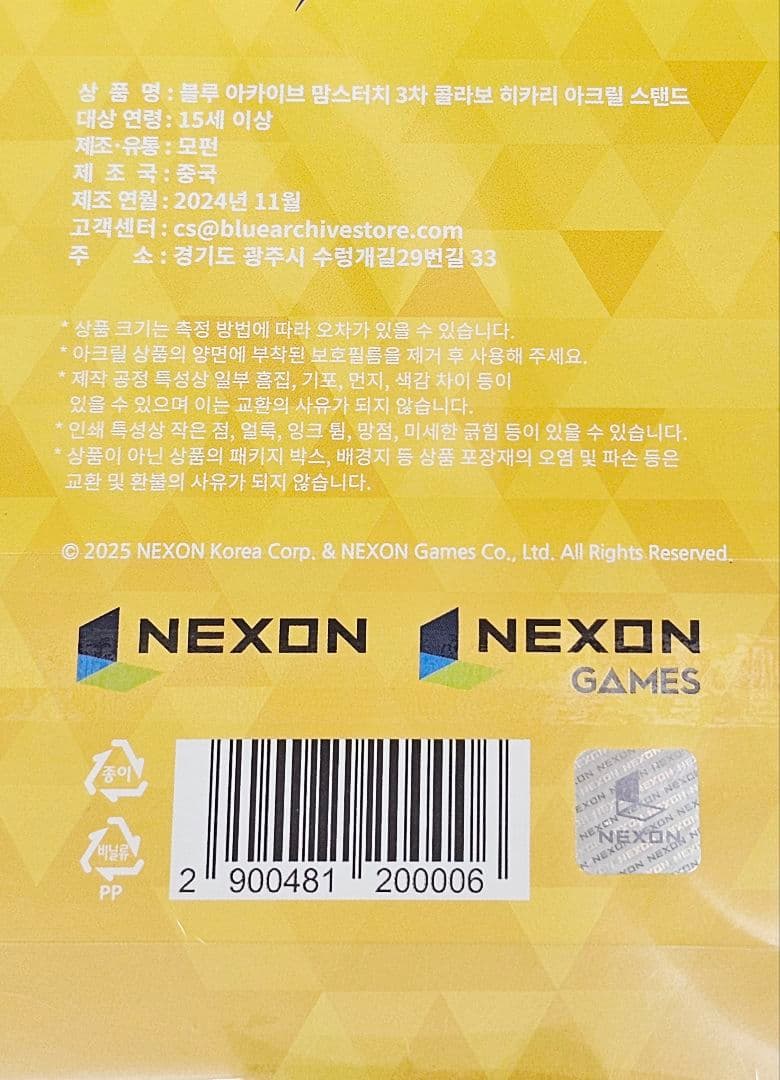 상 품 명 : 블루 아카이브 맘스터치 3차 콜라보 히카리 아크릴 스탠드
대상 연령 : 15세 이상
제조·유통 : 모펀
제 조 국 : 중국
제조 연월 : 2024년 11월
고객센터 : cs@bluearchivestore.com
주 소 : 경기도 광주시 수렁개길29번길 33
* 상품 크기는 측정 방법에 따라 오차가 있을 수 있습니다.
* 아크릴 상품의 양면에 부착된 보호필름을 제거 후 사용해 주세요.
* 제작 공정 특성상 일부 흠집, 기포, 먼지, 색감 차이 등이
있을 수 있으며 이는 교환의 사유가 되지 않습니다.
* 인쇄 특성상 작은 점, 얼룩, 잉크 튐, 망점, 미세한 긁힘 등이 있을 수 있습니다.
* 상품이 아닌 상품의 패키지 박스, 배경지 등 상품 포장재의 오염 및 파손 등은
교환 및 환불의 사유가 되지 않습니다.
© 2025 NEXON Korea Corp. & NEXON Games Co., Ltd. All Rights Reserved.
NEXON NEXON
GAMES
종이
비닐류
PP
2 900481 200006
NEXON